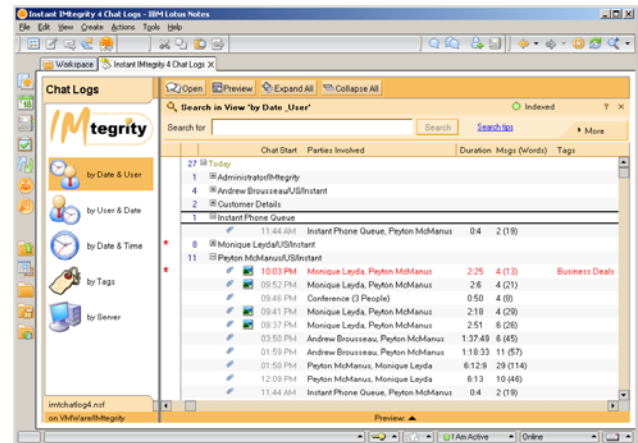 Instant IMtegrity 4 Chat Logs - IBM Lotus Notes
File Edit View Create Actions Tools Help
Workspace Instant IMtegrity 4 Chat Logs X
Chat Logs
Open Preview Expand All Collapse All
Search in View 'by Date _User'
Indexed ? ×
Search for Search Search tips More
IMtegrity
Chat Start Parties Involved Duration Msgs (Words) Tags
27 Today
1 Administrator/IMtegrity
4 Andrew Brousseau/US/Instant
2 Customer Details
1 Instant Phone Queue
11:44 AM Instant Phone Queue, Peyton McManus 0:4 2 (19)
* 8 Monique Leyda/US/Instant
11 Peyton McManus/US/Instant
* 10:03 PM Monique Leyda, Peyton McManus 2:25 4 (13) Business Deals
09:52 PM Monique Leyda, Peyton McManus 2:6 4 (21)
09:46 PM Conference (3 People) 0:50 4 (8)
09:41 PM Monique Leyda, Peyton McManus 2:18 4 (29)
09:37 PM Monique Leyda, Peyton McManus 2:51 6 (26)
03:50 PM Andrew Brousseau, Peyton McManus 1:37:49 6 (45)
01:59 PM Andrew Brousseau, Peyton McManus 1:18:33 11 (57)
01:50 PM Peyton McManus, Monique Leyda 6:12:9 29 (114)
12:09 PM Peyton McManus, Monique Leyda 6:13 10 (46)
11:44 AM Instant Phone Queue, Peyton McManus 0:4 2 (19)
by Date & User
by User & Date
by Date & Time
by Tags
by Server
imtchatlog4.nsf
on VMWare/IMtegrity
Preview:
I Am Active Online